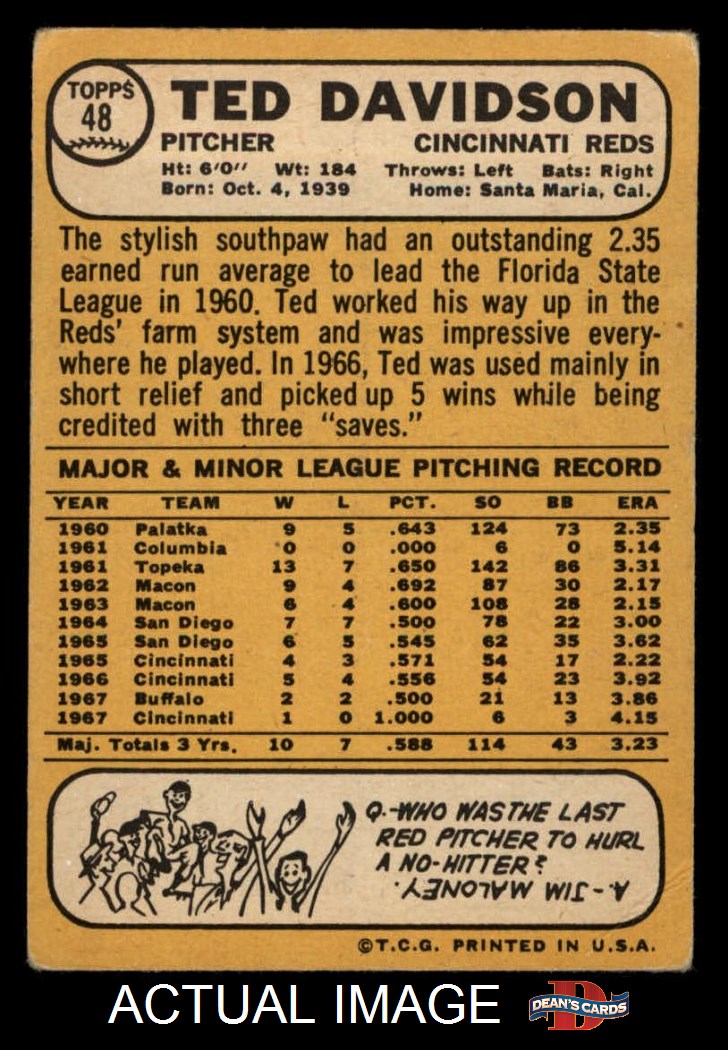 TOPPS
48
TED DAVIDSON
PITCHER CINCINNATI REDS
Ht: 6'0" Wt: 184 Throws: Left Bats: Right
Born: Oct. 4, 1939 Home: Santa Maria, Cal.
The stylish southpaw had an outstanding 2.35
earned run average to lead the Florida State
League in 1960. Ted worked his way up in the
Reds' farm system and was impressive every-
where he played. In 1966, Ted was used mainly in
short relief and picked up 5 wins while being
credited with three "saves."
MAJOR & MINOR LEAGUE PITCHING RECORD
YEAR TEAM W L PCT. SO BB ERA
1960 Palatka 9 5 .643 124 73 2.35
1961 Columbia 0 0 .000 6 0 5.14
1961 Topeka 13 7 .650 142 86 3.31
1962 Macon 9 4 .692 87 30 2.17
1963 Macon 6 4 .600 108 28 2.15
1964 San Diego 7 7 .500 78 22 3.00
1965 San Diego 6 5 .545 62 35 3.62
1965 Cincinnati 4 3 .571 54 17 2.22
1966 Cincinnati 5 4 .556 54 23 3.92
1967 Buffalo 2 2 .500 21 13 3.86
1967 Cincinnati 1 0 1.000 6 3 4.15
Maj. Totals 3 Yrs. 10 7 .588 114 43 3.23
Q.-WHO WAS THE LAST
RED PITCHER TO HURL
A NO-HITTER?
A-JIM MALONEY.
©T.C.G. PRINTED IN U.S.A.
ACTUAL IMAGE
D
DEAN'S CARDS